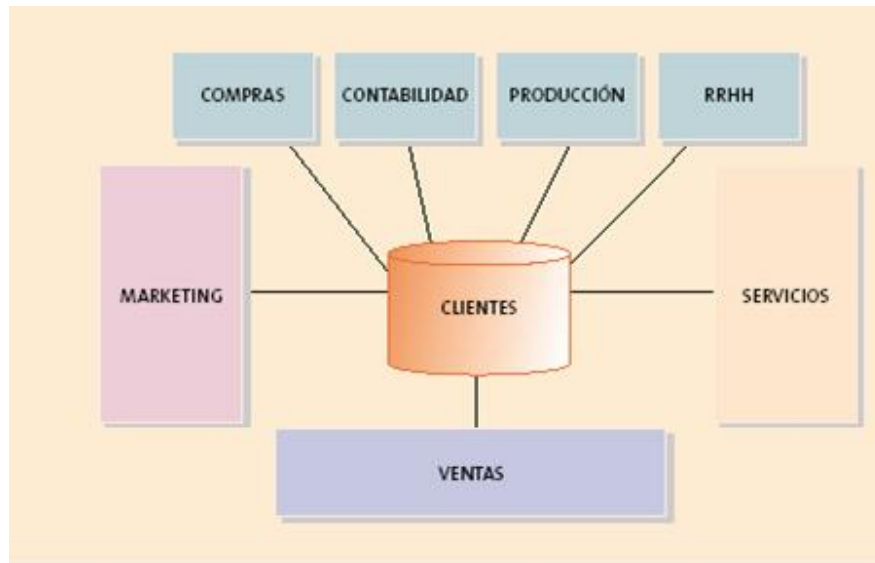 COMPRAS
CONTABILIDAD
PRODUCCIÓN
RRHH
MARKETING
CLIENTES
SERVICIOS
VENTAS